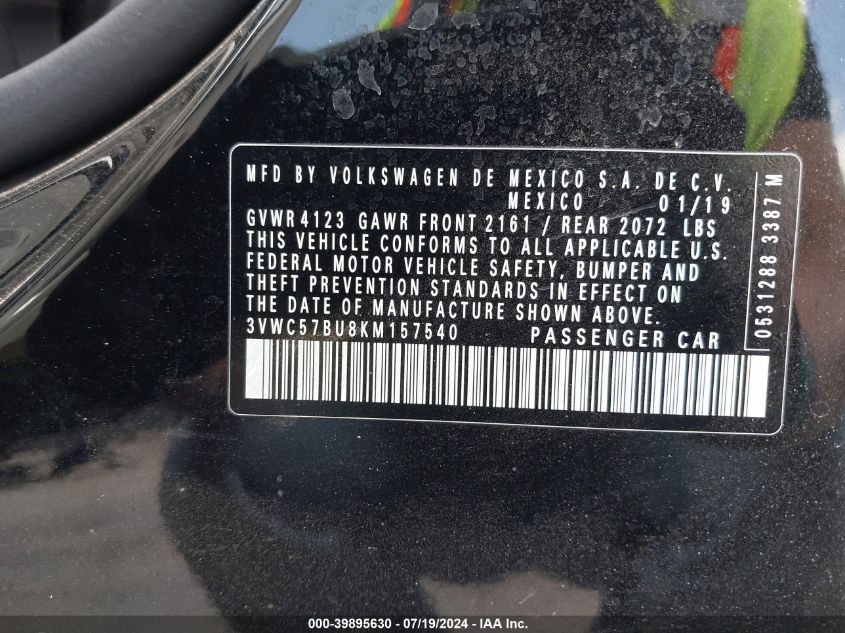 MFD BY VOLKSWAGEN DE MEXICO S.A. DE C.V.
MEXICO 01/19
GVWR 4123 GAWR FRONT 2161 / REAR 2072 LBS
THIS VEHICLE CONFORMS TO ALL APPLICABLE U.S.
FEDERAL MOTOR VEHICLE SAFETY, BUMPER AND
THEFT PREVENTION STANDARDS IN EFFECT ON
THE DATE OF MANUFACTURE SHOWN ABOVE.
3VWC57BU8KM157540 PASSENGER CAR
0531288 3387 M
000-39895630 - 07/19/2024 - IAA Inc.